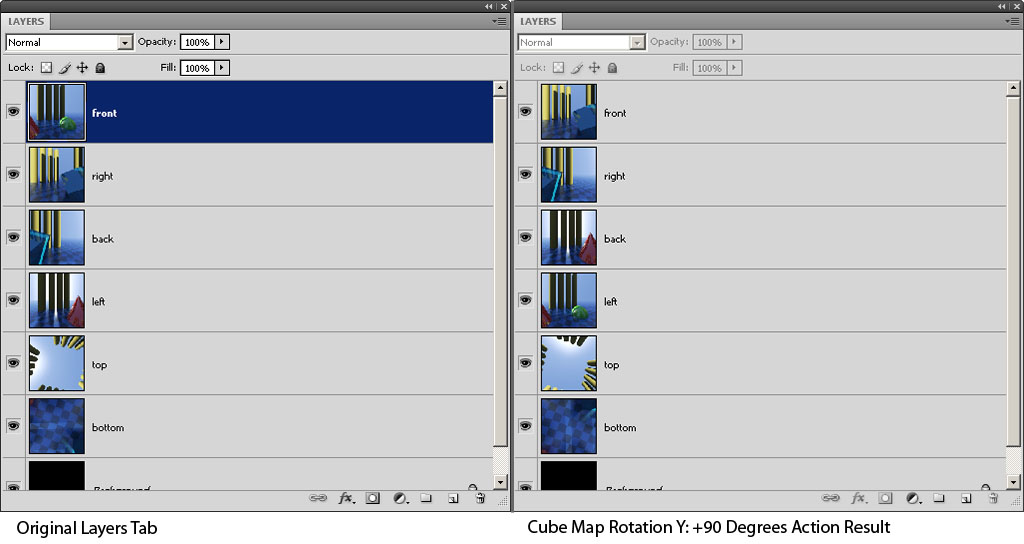 LAYERS
Normal Opacity: 100%
Lock: Fill: 100%
front
right
back
left
top
bottom
Background
fx
Original Layers Tab
LAYERS
Normal Opacity: 100%
Lock: Fill: 100%
front
right
back
left
top
bottom
Background
fx
Cube Map Rotation Y: +90 Degrees Action Result